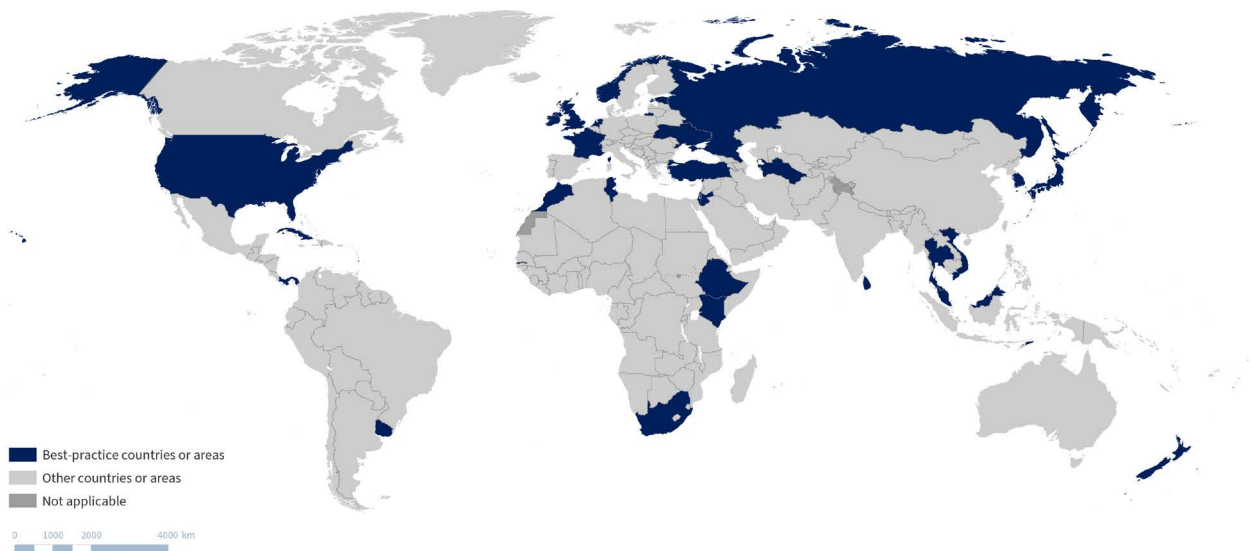 Best-practice countries or areas
Other countries or areas
Not applicable
0 1000 2000 4000 km